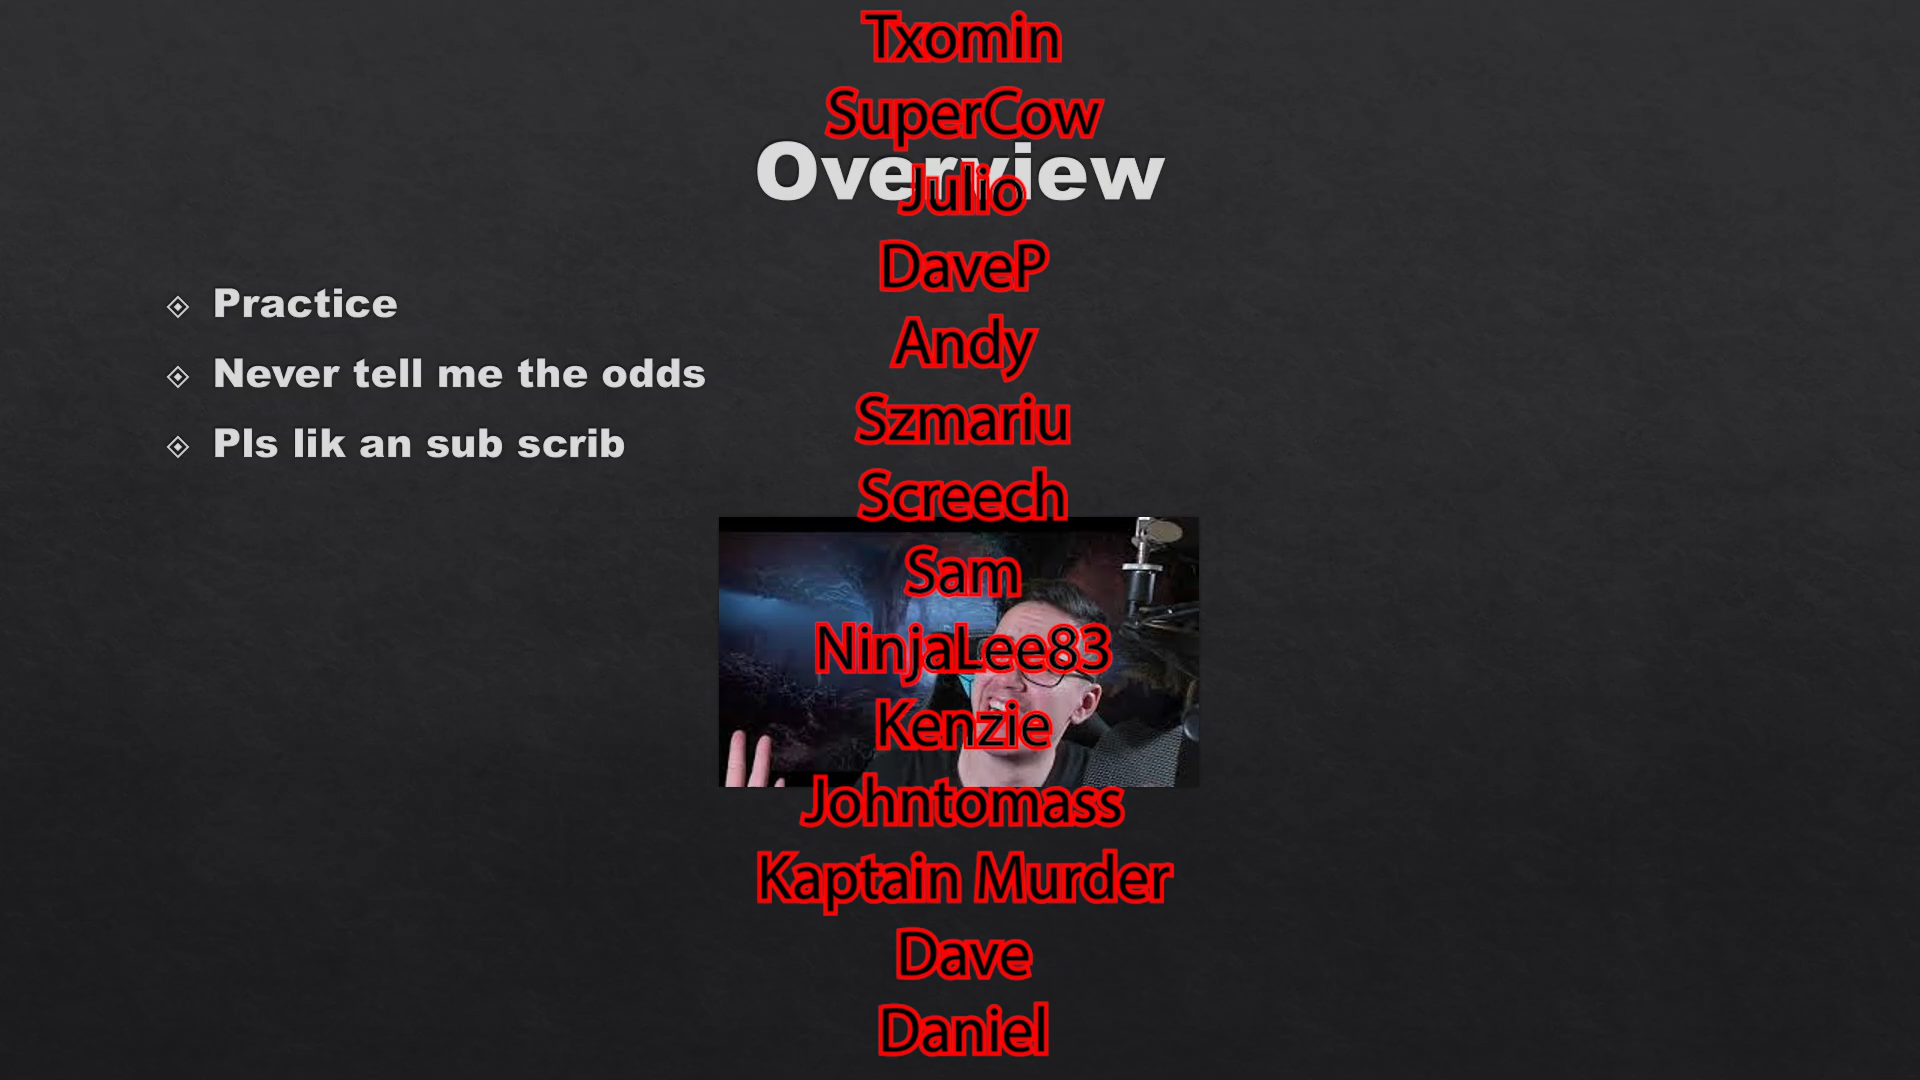 Txomin
SuperCow
Overview
Julio
DaveP
Practice
Andy
Never tell me the odds
Szmariu
Pls lik an sub scrib
Screech
Sam
NinjaLee83
Kenzie
Johntomass
Kaptain Murder
Dave
Daniel